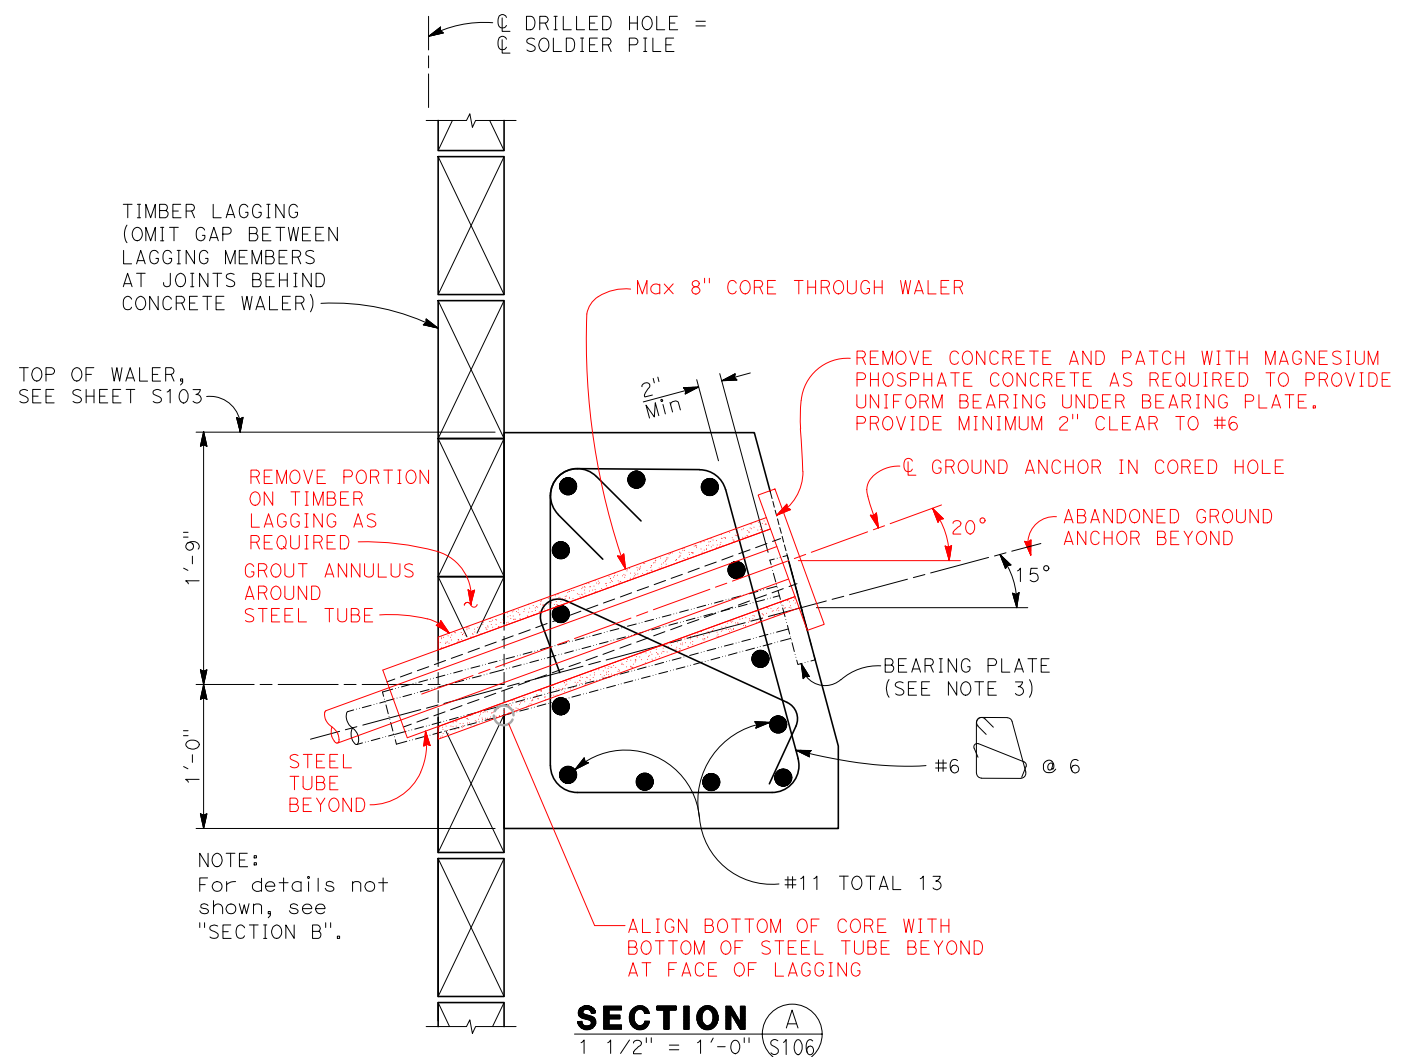 ℄ DRILLED HOLE =
℄ SOLDIER PILE
TIMBER LAGGING
(OMIT GAP BETWEEN
LAGGING MEMBERS
AT JOINTS BEHIND
CONCRETE WALER)
Max 8" CORE THROUGH WALER
TOP OF WALER,
SEE SHEET S103
2"
Min
REMOVE CONCRETE AND PATCH WITH MAGNESIUM
PHOSPHATE CONCRETE AS REQUIRED TO PROVIDE
UNIFORM BEARING UNDER BEARING PLATE.
PROVIDE MINIMUM 2" CLEAR TO #6
℄ GROUND ANCHOR IN CORED HOLE
REMOVE PORTION
ON TIMBER
LAGGING AS
REQUIRED
20°
ABANDONED GROUND
ANCHOR BEYOND
15°
1'-9"
GROUT ANNULUS
AROUND
STEEL TUBE
BEARING PLATE
(SEE NOTE 3)
1'-0"
STEEL
TUBE
BEYOND
#6 @ 6
NOTE:
For details not
shown, see
"SECTION B".
#11 TOTAL 13
ALIGN BOTTOM OF CORE WITH
BOTTOM OF STEEL TUBE BEYOND
AT FACE OF LAGGING
SECTION A
1 1/2" = 1'-0" S106